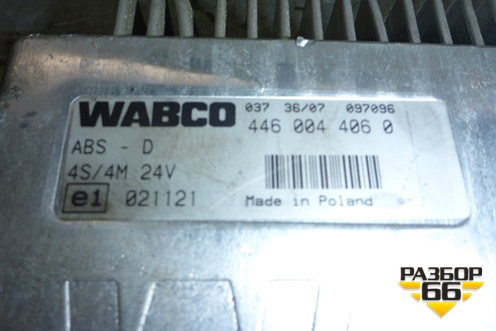 WABCO
037 36/07 097096
446 004 406 0
ABS - D
4S/4M 24V
e1 021121
Made in Poland
РАЗБОР
66